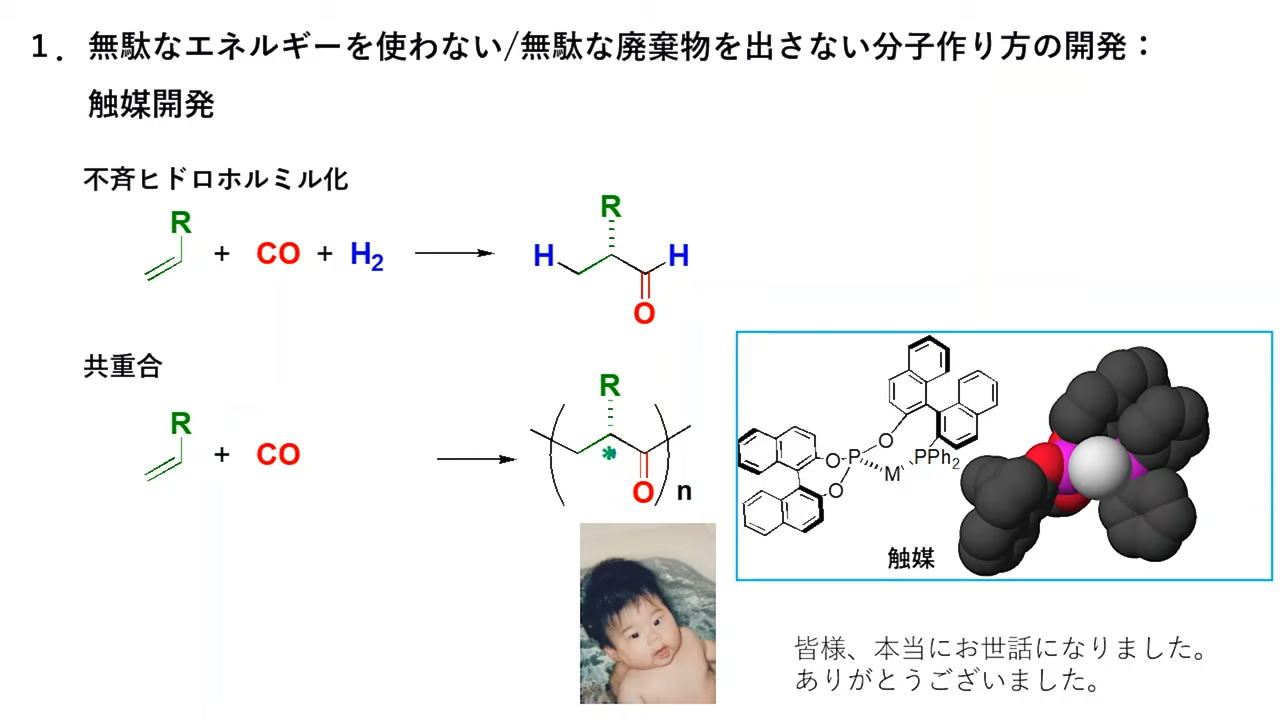 1．無駄なエネルギーを使わない/無駄な廃棄物を出さない分子作り方の開発：
触媒開発
不斉ヒドロホルミル化
R
+ CO + H2
R
H
H
O
共重合
R
+ CO
R
*
O
n
O
O
P
O
M
PPh2
触媒
皆様、本当にお世話になりました。
ありがとうございました。